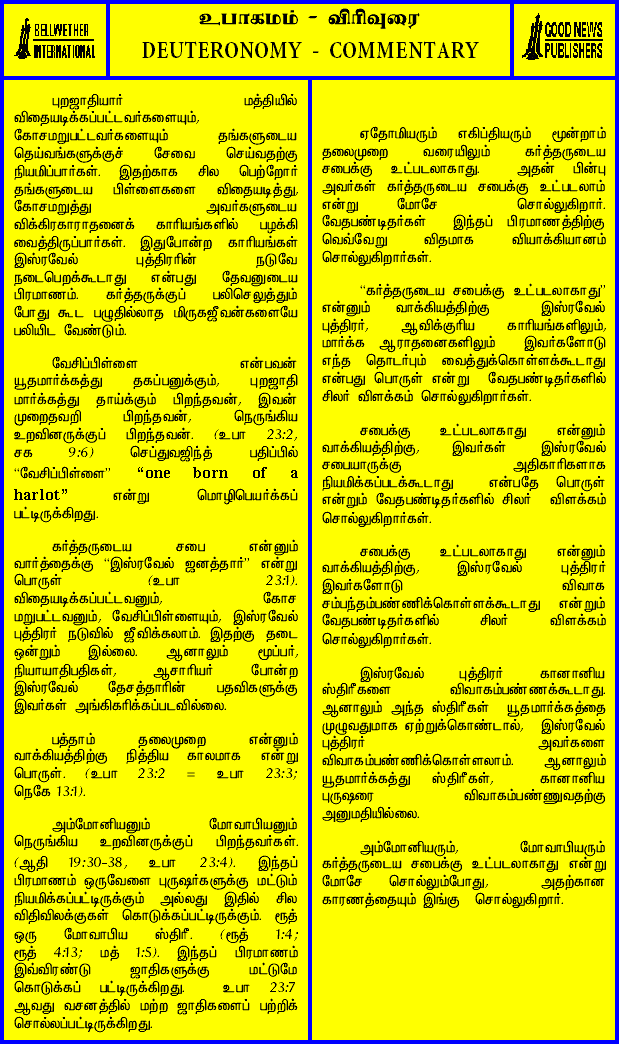 BELLWETHER
INTERNATIONAL
உபாகமம் - விரிவுரை
DEUTERONOMY - COMMENTARY
GOOD NEWS
PUBLISHERS
புறஜாதியார் மத்தியில்
விதையடிக்கப்பட்டவர்களையும்,
கோசமறுபட்டவர்களையும் தங்களுடைய
தெய்வங்களுக்குச் சேவை செய்வதற்கு
நியமிப்பார்கள். இதற்காக சில பெற்றோர்
தங்களுடைய பிள்ளைகளை விதையடித்து,
கோசமறுத்து அவர்களுடைய
விக்கிரகாராதனைக் காரியங்களில் பழக்கி
வைத்திருப்பார்கள். இதுபோன்ற காரியங்கள்
இஸ்ரவேல் புத்திரரின் நடுவே
நடைபெறக்கூடாது என்பது தேவனுடைய
பிரமாணம். கர்த்தருக்குப் பலிசெலுத்தும்
போது கூட பழுதில்லாத மிருகஜீவன்களையே
பலியிட வேண்டும்.
வேசிப்பிள்ளை என்பவன்
யூதமார்க்கத்து தகப்பனுக்கும், புறஜாதி
மார்க்கத்து தாய்க்கும் பிறந்தவன், இவன்
முறைதவறி பிறந்தவன், நெருங்கிய
உறவினருக்குப் பிறந்தவன். (உபா 23:2,
சக 9:6) செப்துவஜிந்த் பதிப்பில்
“வேசிப்பிள்ளை” “one born of a
harlot” என்று மொழிபெயர்க்கப்
பட்டிருக்கிறது.
கர்த்தருடைய சபை என்னும்
வார்த்தைக்கு “இஸ்ரவேல் ஜனத்தார்” என்று
பொருள் (உபா 23:1).
விதையடிக்கப்பட்டவனும், கோச
மறுபட்டவனும், வேசிப்பிள்ளையும், இஸ்ரவேல்
புத்திரர் நடுவில் ஜீவிக்கலாம். இதற்கு தடை
ஒன்றும் இல்லை. ஆனாலும் மூப்பர்,
நியாயாதிபதிகள், ஆசாரியர் போன்ற
இஸ்ரவேல் தேசத்தாரின் பதவிகளுக்கு
இவர்கள் அங்கிகரிக்கப்படவில்லை.
பத்தாம் தலைமுறை என்னும்
வாக்கியத்திற்கு நித்திய காலமாக என்று
பொருள். (உபா 23:2 = உபா 23:3;
நெகே 13:1).
அம்மோனியனும் மோவாபியனும்
நெருங்கிய உறவினருக்குப் பிறந்தவர்கள்.
(ஆதி 19:30-38, உபா 23:4). இந்தப்
பிரமாணம் ஒருவேளை புருஷர்களுக்கு மட்டும்
நியமிக்கப்பட்டிருக்கும் அல்லது இதில் சில
விதிவிலக்குகள் கொடுக்கப்பட்டிருக்கும். ரூத்
ஒரு மோவாபிய ஸ்திரீ. (ரூத் 1:4;
ரூத் 4:13; மத் 1:5). இந்தப் பிரமாணம்
இவ்விரண்டு ஜாதிகளுக்கு மட்டுமே
கொடுக்கப் பட்டிருக்கிறது. உபா 23:7
ஆவது வசனத்தில் மற்ற ஜாதிகளைப் பற்றிக்
சொல்லப்பட்டிருக்கிறது.
ஏதோமியரும் எகிப்தியரும் மூன்றாம்
தலைமுறை வரையிலும் கர்த்தருடைய
சபைக்கு உட்படலாகாது. அதன் பின்பு
அவர்கள் கர்த்தருடைய சபைக்கு உட்படலாம்
என்று மோசே சொல்லுகிறார்.
வேதபண்டிதர்கள் இந்தப் பிரமாணத்திற்கு
வெவ்வேறு விதமாக வியாக்கியானம்
சொல்லுகிறார்கள்.
“கர்த்தருடைய சபைக்கு உட்படலாகாது”
என்னும் வாக்கியத்திற்கு இஸ்ரவேல்
புத்திரர், ஆவிக்குரிய காரியங்களிலும்,
மார்க்க ஆராதனைகளிலும் இவர்களோடு
எந்த தொடர்பும் வைத்துக்கொள்ளக்கூடாது
என்பது பொருள் என்று வேதபண்டிதர்களில்
சிலர் விளக்கம் சொல்லுகிறார்கள்.
சபைக்கு உட்படலாகாது என்னும்
வாக்கியத்திற்கு, இவர்கள் இஸ்ரவேல்
சபையாருக்கு அதிகாரிகளாக
நியமிக்கப்படக்கூடாது என்பதே பொருள்
என்றும் வேதபண்டிதர்களில் சிலர் விளக்கம்
சொல்லுகிறார்கள்.
சபைக்கு உட்படலாகாது என்னும்
வாக்கியத்திற்கு, இஸ்ரவேல் புத்திரர்
இவர்களோடு விவாக
சம்பந்தம்பண்ணிக்கொள்ளக்கூடாது என்றும்
வேதபண்டிதர்களில் சிலர் விளக்கம்
சொல்லுகிறார்கள்.
இஸ்ரவேல் புத்திரர் கானானிய
ஸ்திரீகளை விவாகம்பண்ணக்கூடாது.
ஆனாலும் அந்த ஸ்திரீகள் யூதமார்க்கத்தை
முழுவதுமாக ஏற்றுக்கொண்டால், இஸ்ரவேல்
புத்திரர் அவர்களை
விவாகம்பண்ணிக்கொள்ளலாம். ஆனாலும்
யூதமார்க்கத்து ஸ்திரீகள், கானானிய
புருஷரை விவாகம்பண்ணுவதற்கு
அனுமதியில்லை.
அம்மோனியரும், மோவாபியரும்
கர்த்தருடைய சபைக்கு உட்படலாகாது என்று
மோசே சொல்லும்போது, அதற்கான
காரணத்தையும் இங்கு சொல்லுகிறார்.